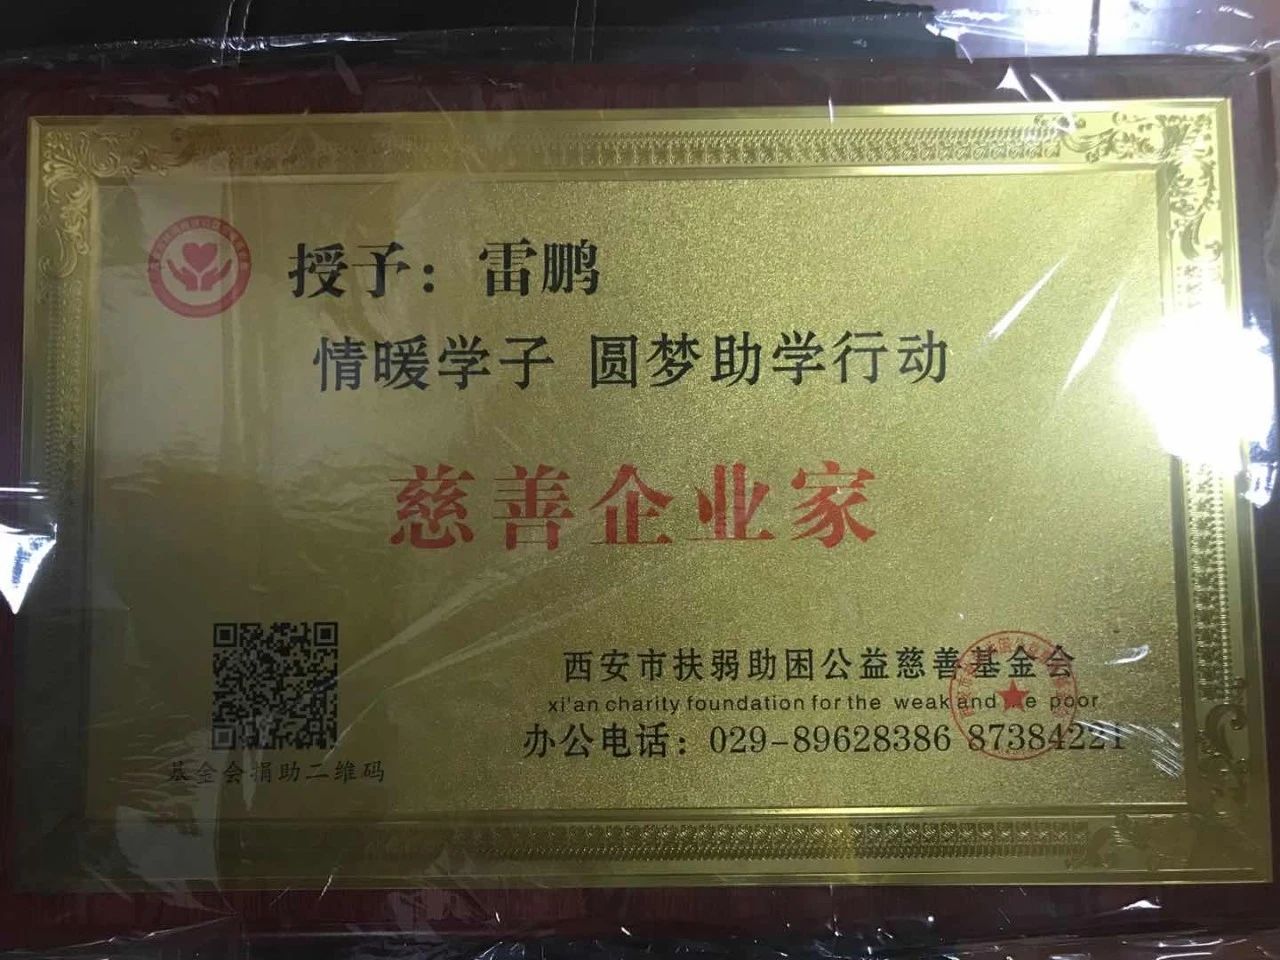 授予：雷鹏
情暖学子 圆梦助学行动
慈善企业家
西安市扶弱助困公益慈善基金会
xi'an charity foundation for the weak and the poor
办公电话：029-89628386 87384221
基金会捐助二维码